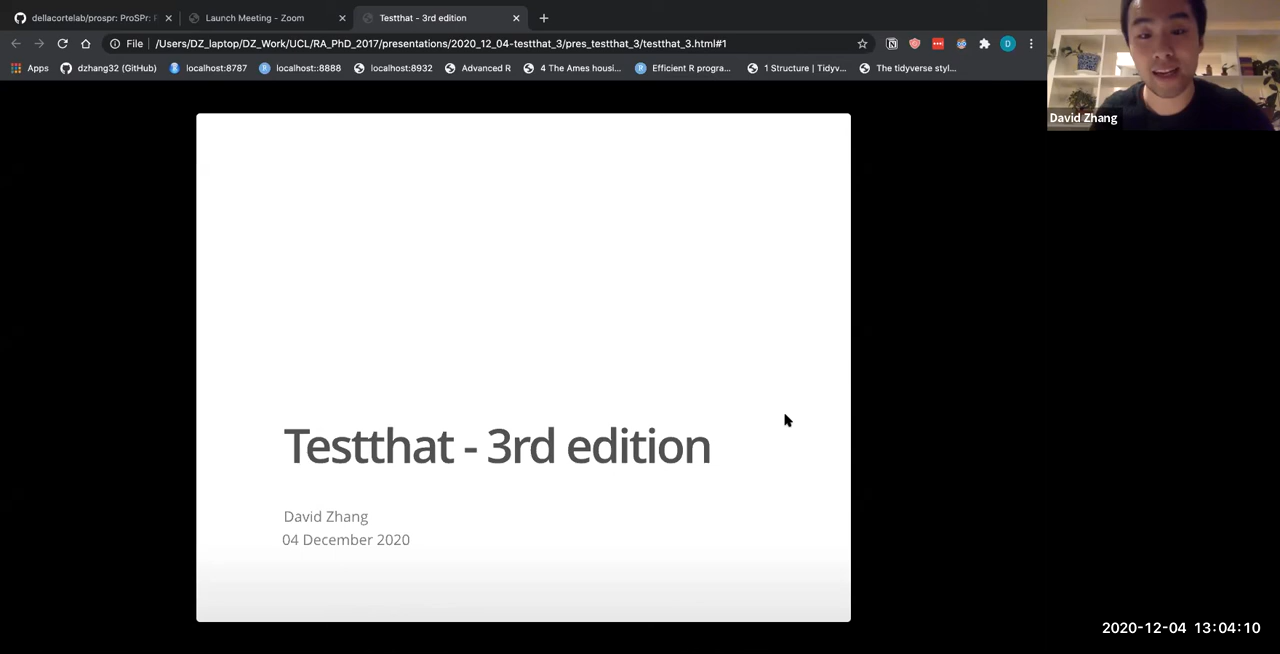 dellacortelab/prospr: ProSPr: P
Launch Meeting - Zoom
Testthat - 3rd edition
File
/Users/DZ_laptop/DZ_Work/UCL/RA_PhD_2017/presentations/2020_12_04-testthat_3/pres_testthat_3/testthat_3.html#1
D
Apps
dzhang32 (GitHub)
localhost:8787
localhost::8888
localhost:8932
Advanced R
4 The Ames housi...
Efficient R progra...
1 Structure | Tidyv...
The tidyverse styl...
David Zhang
Testthat - 3rd edition
David Zhang
04 December 2020
2020-12-04 13:04:10